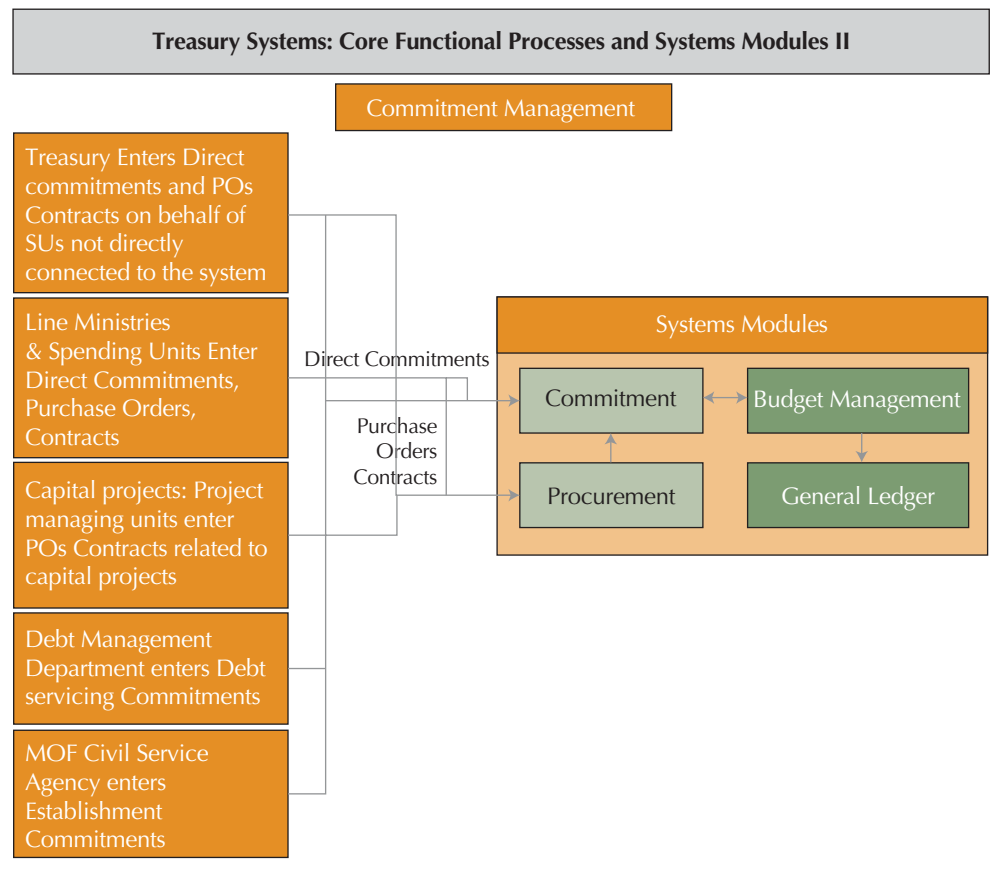 Treasury Systems: Core Functional Processes and Systems Modules II
Commitment Management
Treasury Enters Direct
commitments and POs
Contracts on behalf of
SUs not directly
connected to the system
Line Ministries
& Spending Units Enter
Direct Commitments,
Purchase Orders,
Contracts
Capital projects: Project
managing units enter
POs Contracts related to
capital projects
Debt Management
Department enters Debt
servicing Commitments
MOF Civil Service
Agency enters
Establishment
Commitments
Direct Commitments
Purchase
Orders
Contracts
Systems Modules
Commitment
Budget Management
Procurement
General Ledger